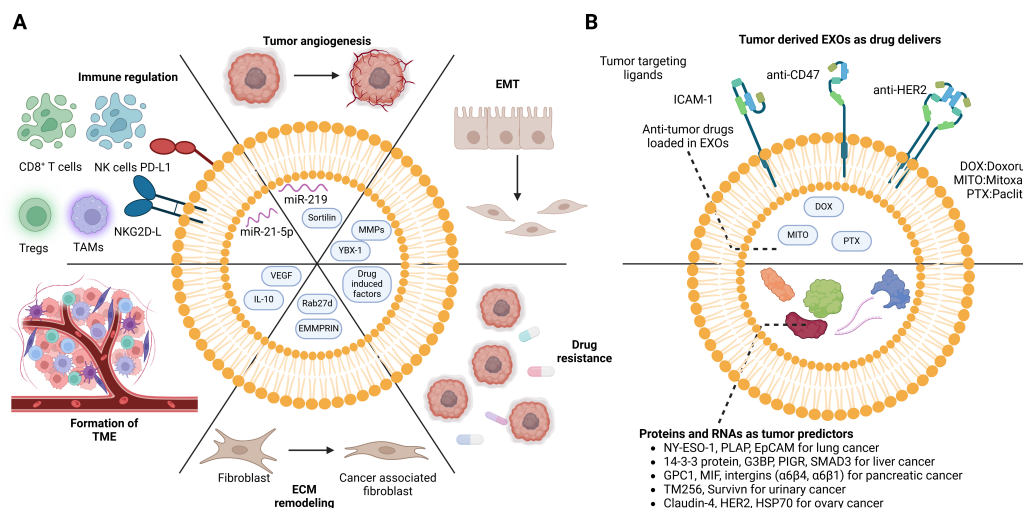 A
Tumor angiogenesis
Immune regulation
CD8⁺ T cells
NK cells PD-L1
Tregs
TAMs
NKG2D-L
EMT
miR-219
miR-21-5p
Sortilin
MMPs
YBX-1
VEGF
IL-10
Rab27d
EMMPRIN
Drug
induced
factors
Drug
resistance
Formation of
TME
Fibroblast
ECM
remodeling
Cancer associated
fibroblast
B
Tumor derived EXOs as drug delivers
Tumor targeting
ligands
ICAM-1
anti-CD47
anti-HER2
Anti-tumor drugs
loaded in EXOs
DOX:Doxoru
MITO:Mitoxa
PTX:Paclit
DOX
MITO
PTX
Proteins and RNAs as tumor predictors
• NY-ESO-1, PLAP, EpCAM for lung cancer
• 14-3-3 protein, G3BP, PIGR, SMAD3 for liver cancer
• GPC1, MIF, intergins (α6β4, α6β1) for pancreatic cancer
• TM256, Survivn for urinary cancer
• Claudin-4, HER2, HSP70 for ovary cancer